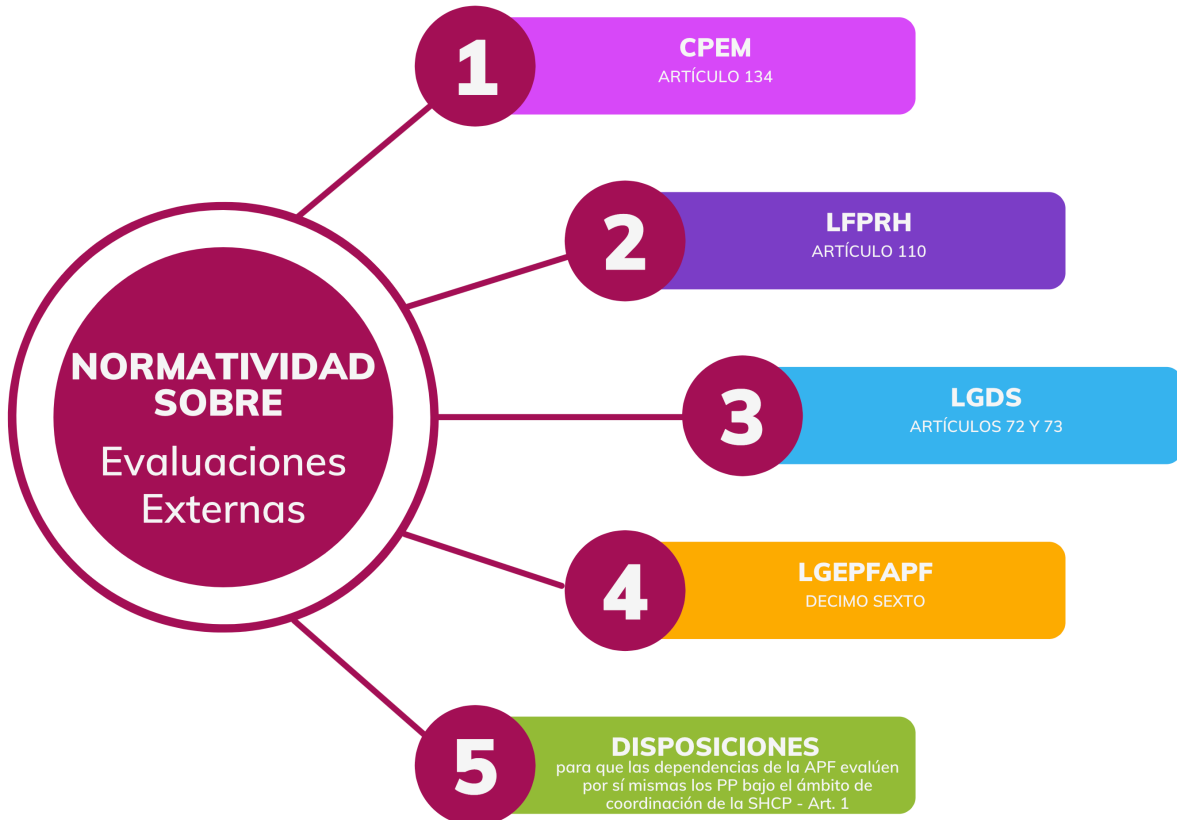 1
CPEM
ARTÍCULO 134
2
LFPRH
ARTÍCULO 110
NORMATIVIDAD
SOBRE
Evaluaciones
Externas
3
LGDS
ARTÍCULOS 72 Y 73
4
LGEPFAPF
DECIMO SEXTO
5
DISPOSICIONES
para que las dependencias de la APF evalúen
por sí mismas los PP bajo el ámbito de
coordinación de la SHCP - Art. 1